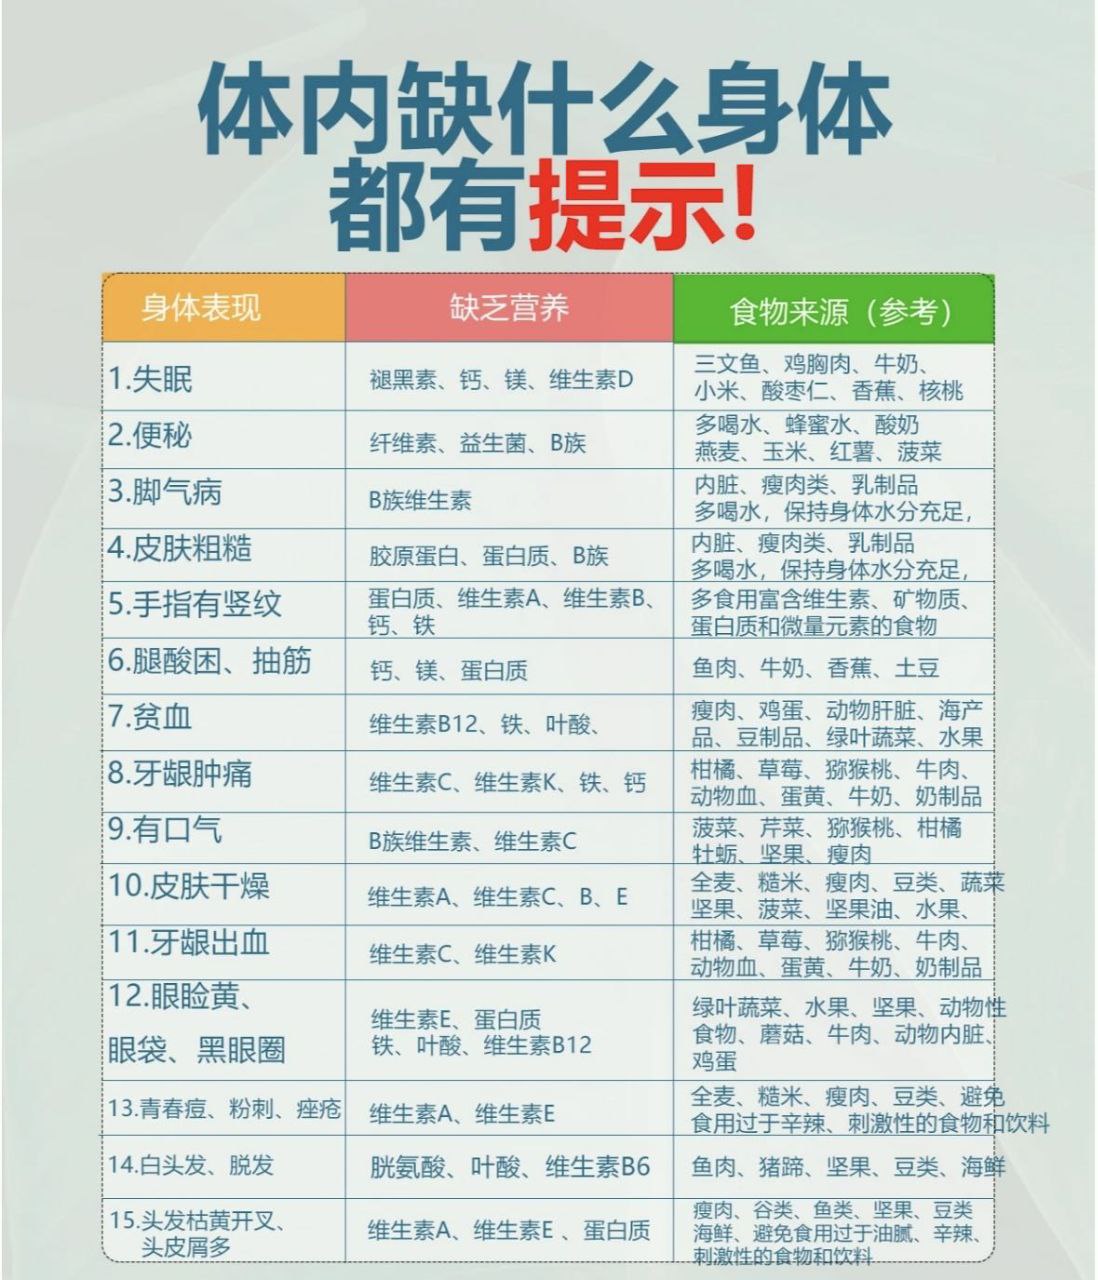 体内缺什么身体
都有提示!
身体表现
缺乏营养
食物来源（参考）
1.失眠
褪黑素、钙、镁、维生素D
三文鱼、鸡胸肉、牛奶、
小米、酸枣仁、香蕉、核桃
2.便秘
纤维素、益生菌、B族
多喝水、蜂蜜水、酸奶
燕麦、玉米、红薯、菠菜
3.脚气病
B族维生素
内脏、瘦肉类、乳制品
多喝水，保持身体水分充足，
4.皮肤粗糙
胶原蛋白、蛋白质、B族
内脏、瘦肉类、乳制品
多喝水，保持身体水分充足，
5.手指有竖纹
蛋白质、维生素A、维生素B、
钙、铁
多食用富含维生素、矿物质、
蛋白质和微量元素的食物
6.腿酸困、抽筋
钙、镁、蛋白质
鱼肉、牛奶、香蕉、土豆
7.贫血
维生素B12、铁、叶酸、
瘦肉、鸡蛋、动物肝脏、海产
品、豆制品、绿叶蔬菜、水果
8.牙龈肿痛
维生素C、维生素K、铁、钙
柑橘、草莓、猕猴桃、牛肉、
动物血、蛋黄、牛奶、奶制品
9.有口气
B族维生素、维生素C
菠菜、芹菜、猕猴桃、柑橘
牡蛎、坚果、瘦肉
10.皮肤干燥
维生素A、维生素C、B、E
全麦、糙米、瘦肉、豆类、蔬菜
坚果、菠菜、坚果油、水果、
11.牙龈出血
维生素C、维生素K
柑橘、草莓、猕猴桃、牛肉、
动物血、蛋黄、牛奶、奶制品
12.眼睑黄、
眼袋、黑眼圈
维生素E、蛋白质
铁、叶酸、维生素B12
绿叶蔬菜、水果、坚果、动物性
食物、蘑菇、牛肉、动物内脏、
鸡蛋
13.青春痘、粉刺、痤疮
维生素A、维生素E
全麦、糙米、瘦肉、豆类、避免
食用过于辛辣、刺激性的食物和饮料
14.白头发、脱发
胱氨酸、叶酸、维生素B6
鱼肉、猪蹄、坚果、豆类、海鲜
15.头发枯黄开叉、
头皮屑多
维生素A、维生素E 、蛋白质
瘦肉、谷类、鱼类、坚果、豆类
海鲜、避免食用过于油腻、辛辣、
刺激性的食物和饮料